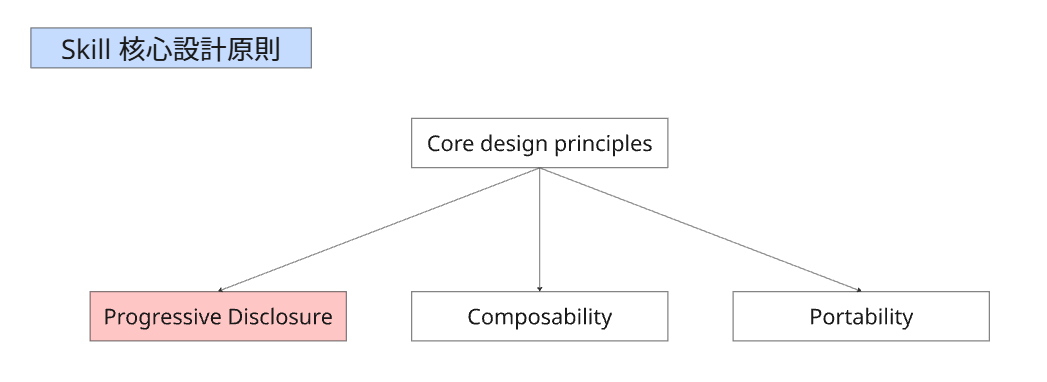 Skill 核心設計原則
Core design principles
Progressive Disclosure
Composability
Portability